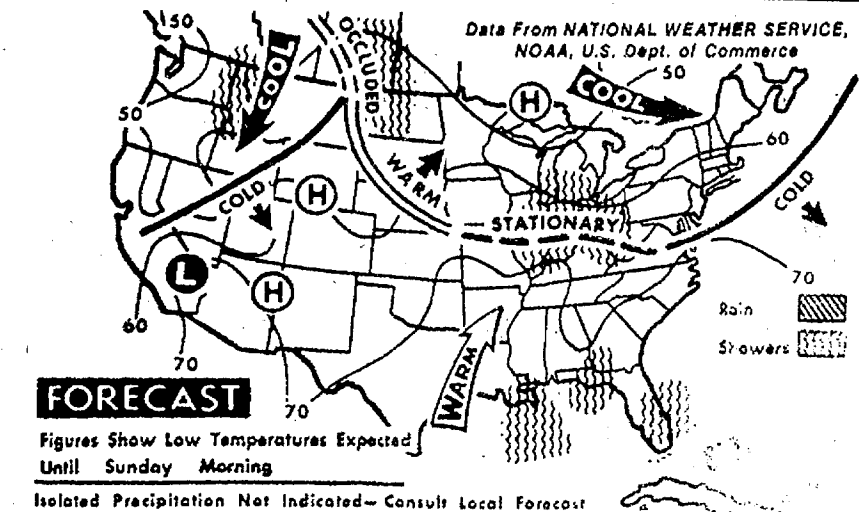 50
OCCLUDED
Data From NATIONAL WEATHER SERVICE,
NOAA, U.S. Dept. of Commerce
COOL
50
COOL
50
H
60
WARM
COLD
H
STATIONARY
COLD
L
H
70
60
70
WARM
70
Rain
Showers
FORECAST
Figures Show Low Temperatures Expected
Until Sunday Morning
Isolated Precipitation Not Indicated— Consult Local Forecast